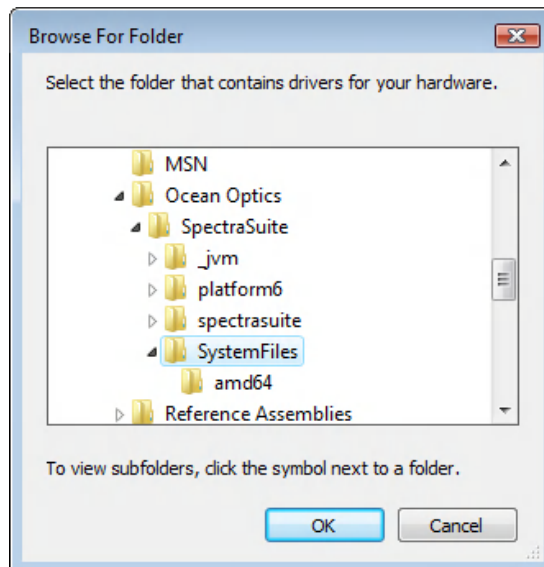 Browse For Folder
Select the folder that contains drivers for your hardware.
MSN
Ocean Optics
SpectraSuite
_jvm
platform6
spectrasuite
SystemFiles
amd64
Reference Assemblies
To view subfolders, click the symbol next to a folder.
OK Cancel